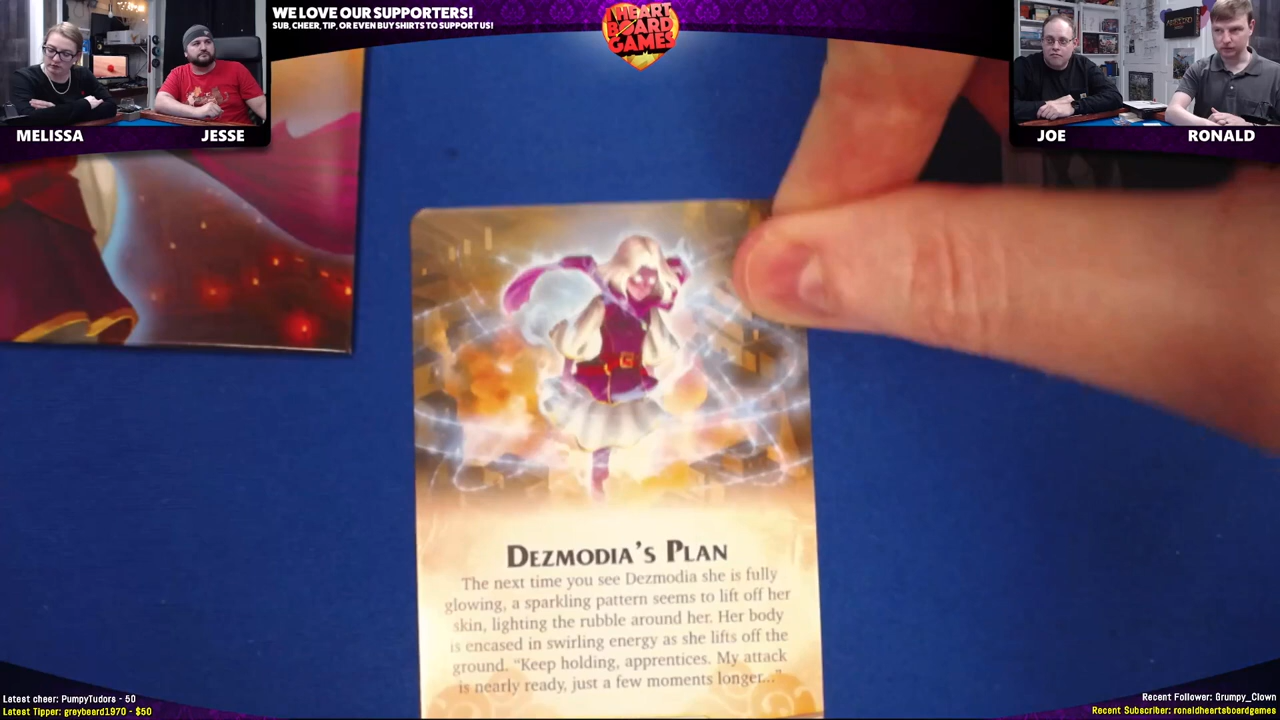 WE LOVE OUR SUPPORTERS!
SUB, CHEER, TIP, OR EVEN BUY SHIRTS TO SUPPORT US!
I HEART
BOARD
GAMES
MELISSA
JESSE
JOE
RONALD
DEZMODIA'S PLAN
The next time you see Dezmodia she is fully
glowing, a sparkling pattern seems to lift off her
skin, lighting the rubble around her. Her body
is encased in swirling energy as she lifts off the
ground. "Keep holding, apprentices. My attack
is nearly ready, just a few moments longer..."
Latest cheer: PumpyTudors - 50
Latest Tipper: greybeard1970 - $50
Recent Follower: Grumpy_Clown
Recent Subscriber: ronaldheartsboardgames